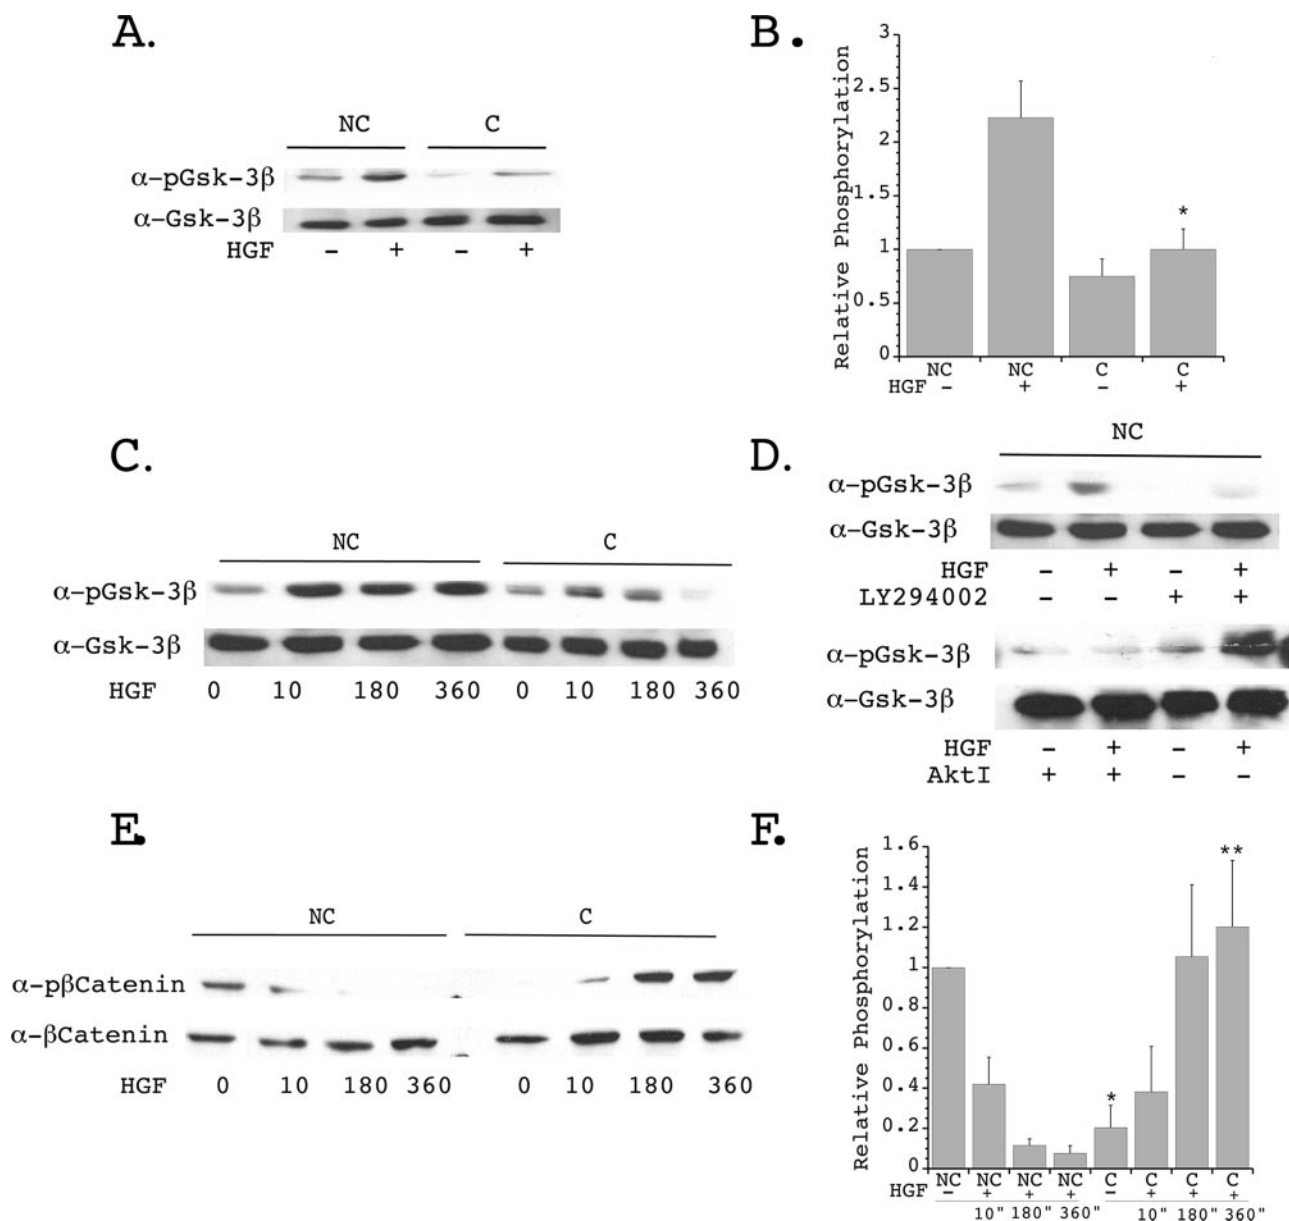 A.
NC C
α-pGsk-3β
α-Gsk-3β
HGF - + - +
B.
Relative Phosphorylation
3
2.5
2
1.5
1
0.5
0
*
NC NC C C
HGF - + - +
C.
NC C
α-pGsk-3β
α-Gsk-3β
HGF 0 10 180 360 0 10 180 360
D.
NC
α-pGsk-3β
α-Gsk-3β
HGF - + - +
LY294002 - - + +
α-pGsk-3β
α-Gsk-3β
HGF - + - +
AktI + + - -
E.
NC C
α-pβCatenin
α-βCatenin
HGF 0 10 180 360 0 10 180 360
F.
Relative Phosphorylation
1.6
1.4
1.2
1
0.8
0.6
0.4
0.2
0
* **
NC NC NC NC C C C C
HGF - + + + - + + +
10" 180" 360" 10" 180" 360"